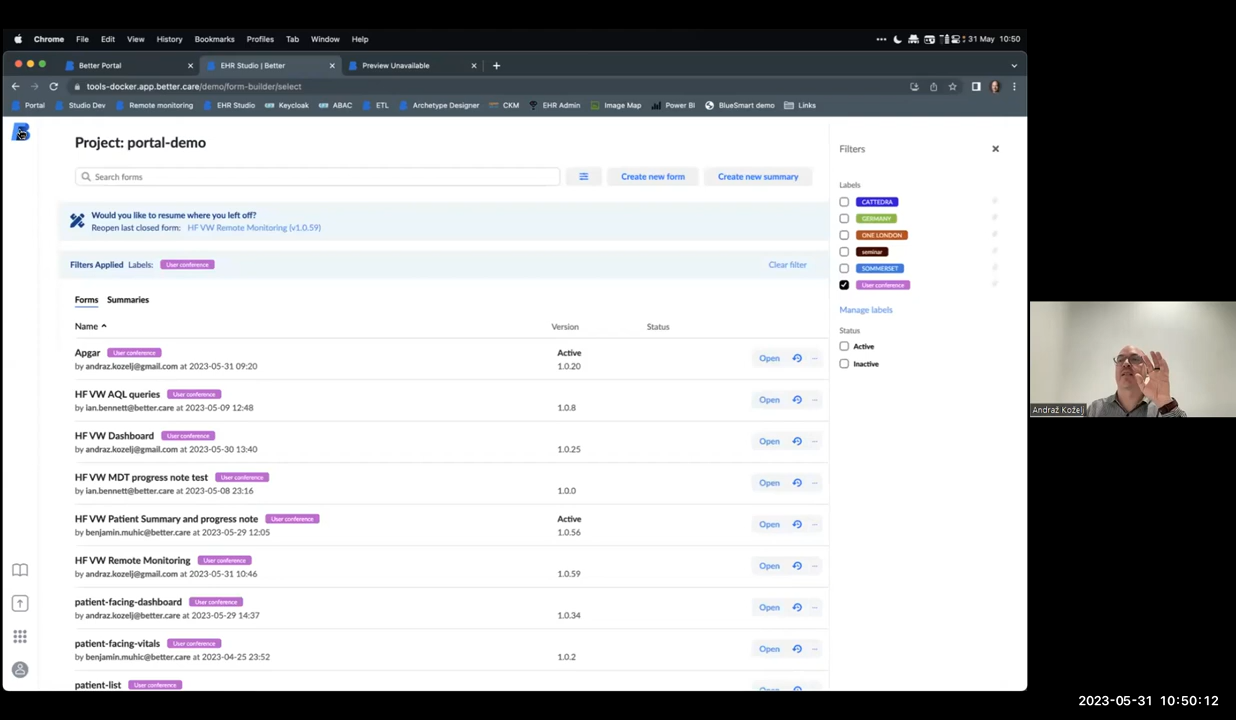 Chrome File Edit View History Bookmarks Profiles Tab Window Help 31 May 10:50
Better Portal EHR Studio | Better Preview Unavailable
tools-docker.app.better.care/demo/form-builder/select
Portal Studio Dev Remote monitoring EHR Studio Keycloak ABAC ETL Archetype Designer CKM EHR Admin Image Map Power BI BlueSmart demo Links
Project: portal-demo
Search forms
Create new form
Create new summary
Would you like to resume where you left off?
Reopen last closed form: HF VW Remote Monitoring (v1.0.59)
Filters Applied Labels: User conference Clear filter
Forms Summaries
Name Version Status
Apgar User conference Active
by andraz.kozelj@gmail.com at 2023-05-31 09:20 1.0.20 Open
HF VW AQL queries User conference
by ian.bennett@better.care at 2023-05-09 12:48 1.0.8 Open
HF VW Dashboard User conference
by andraz.kozelj@gmail.com at 2023-05-30 13:40 1.0.25 Open
HF VW MDT progress note test User conference
by ian.bennett@better.care at 2023-05-08 23:16 1.0.0 Open
HF VW Patient Summary and progress note User conference Active
by benjamin.muhic@better.care at 2023-05-29 12:05 1.0.56 Open
HF VW Remote Monitoring User conference
by andraz.kozelj@gmail.com at 2023-05-31 10:46 1.0.59 Open
patient-facing-dashboard User conference
by andraz.kozelj@better.care at 2023-05-29 14:37 1.0.34 Open
patient-facing-vitals User conference
by benjamin.muhic@better.care at 2023-04-25 23:52 1.0.2 Open
patient-list User conference Open
Filters
Labels
CATTEDRA
GERMANY
ONE LONDON
seminar
SOMMERSET
User conference
Manage labels
Status
Active
Inactive
Andraž Koželj
2023-05-31 10:50:12